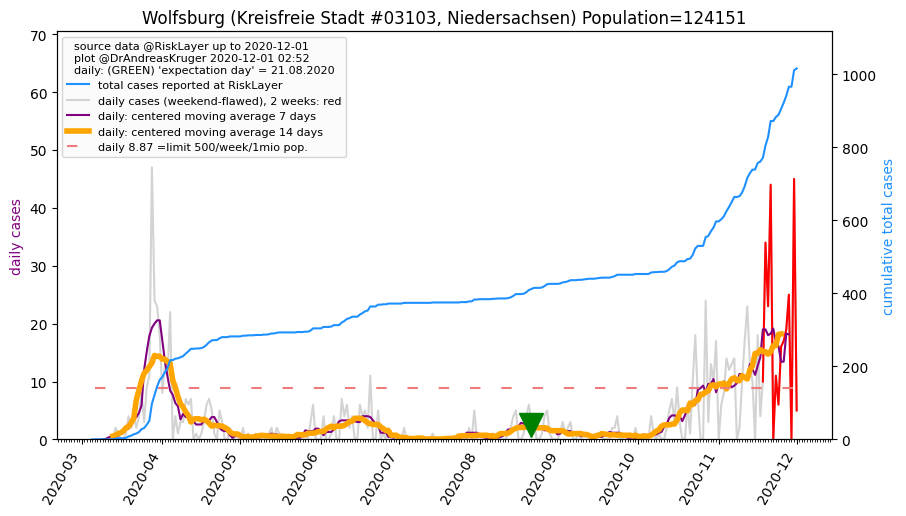 Wolfsburg (Kreisfreie Stadt #03103, Niedersachsen) Population=124151
source data @RiskLayer up to 2020-12-01
plot @DrAndreasKruger 2020-12-01 02:52
daily: (GREEN) 'expectation day' = 21.08.2020
total cases reported at RiskLayer
daily cases (weekend-flawed), 2 weeks: red
daily: centered moving average 7 days
daily: centered moving average 14 days
daily 8.87 =limit 500/week/1mio pop.
daily cases
70
60
50
40
30
20
10
0
cumulative total cases
1000
800
600
400
200
0
2020-03
2020-04
2020-05
2020-06
2020-07
2020-08
2020-09
2020-10
2020-11
2020-12